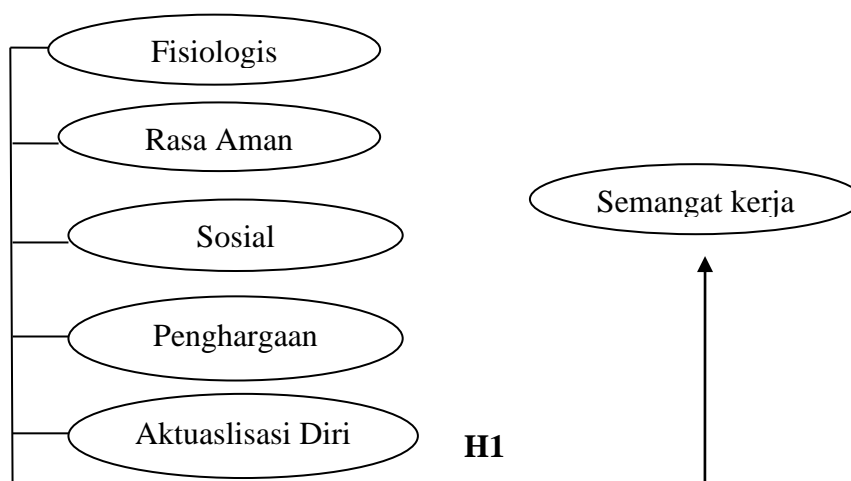 Fisiologis
Rasa Aman
Sosial
Penghargaan
Aktuaslisasi Diri
Semangat kerja
H1